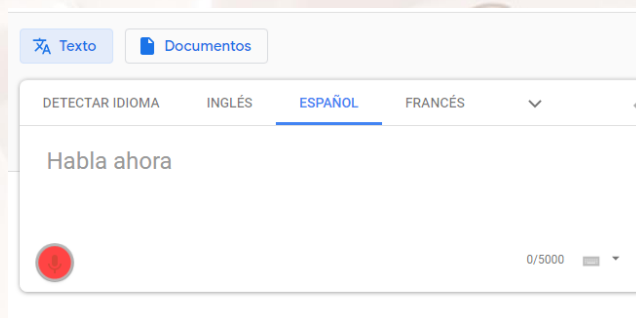 Texto Documentos
DETECTAR IDIOMA INGLÉS ESPAÑOL FRANCÉS
Habla ahora
0/5000